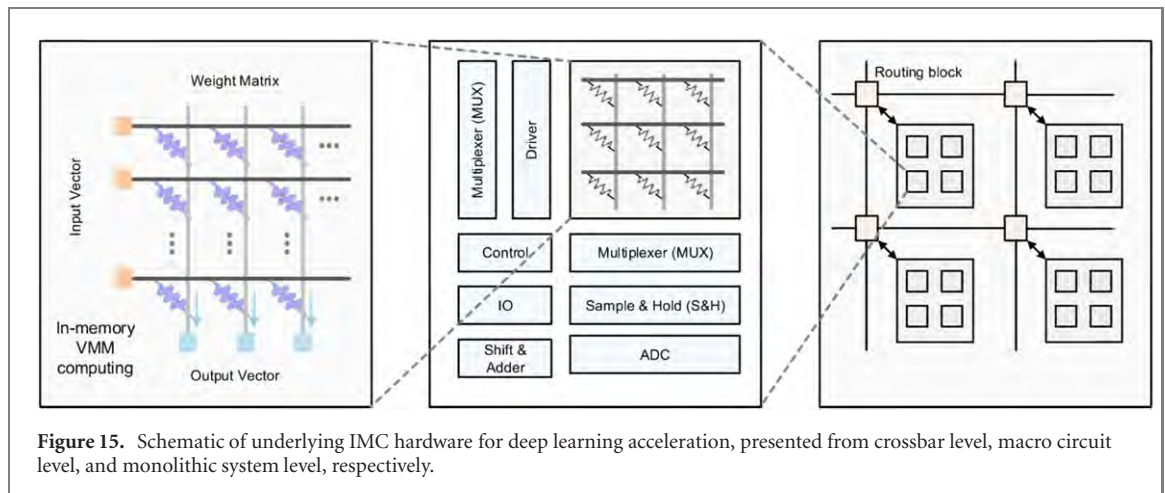 Weight Matrix
Input Vector
In-memory
VMM
computing
Output Vector
Multiplexer (MUX)
Driver
Control
Multiplexer (MUX)
IO
Sample & Hold (S&H)
Shift &
Adder
ADC
Routing block
Figure 15. Schematic of underlying IMC hardware for deep learning acceleration, presented from crossbar level, macro circuit
level, and monolithic system level, respectively.